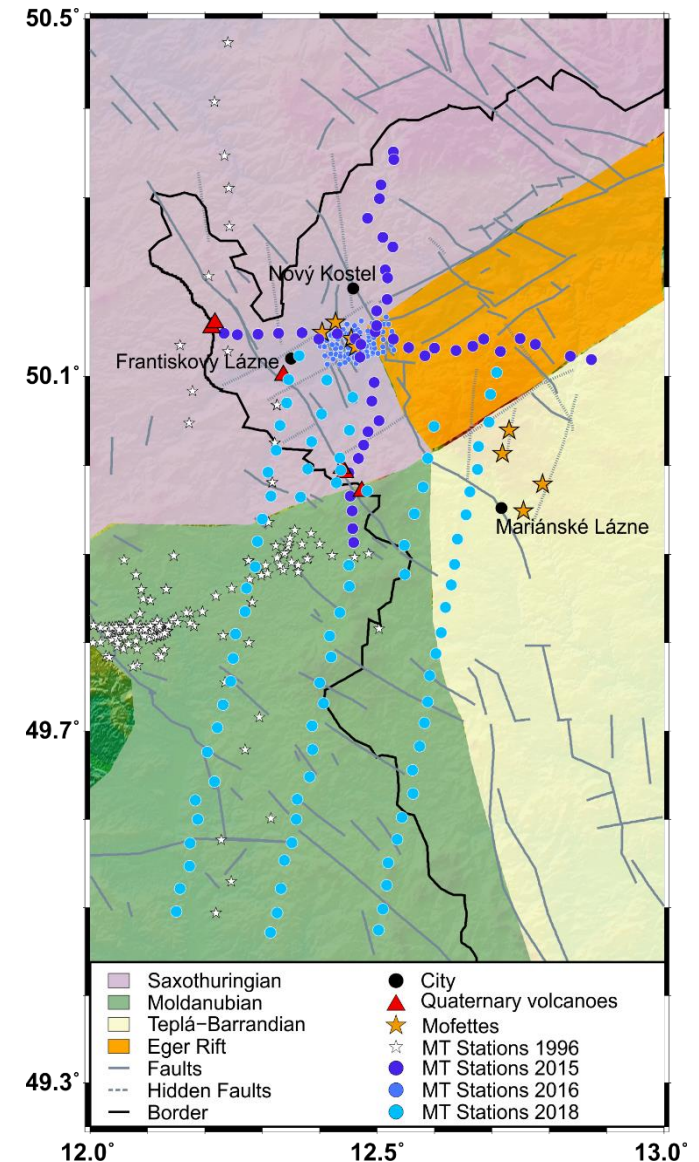 50.5°
Nový Kostel
Frantiskovy Lázne
50.1°
Mariánské Lázne
49.7°
Saxothuringian
Moldanubian
Teplá−Barrandian
Eger Rift
Faults
Hidden Faults
Border
City
Quaternary volcanoes
Mofettes
MT Stations 1996
MT Stations 2015
MT Stations 2016
MT Stations 2018
49.3°
12.0° 12.5° 13.0°